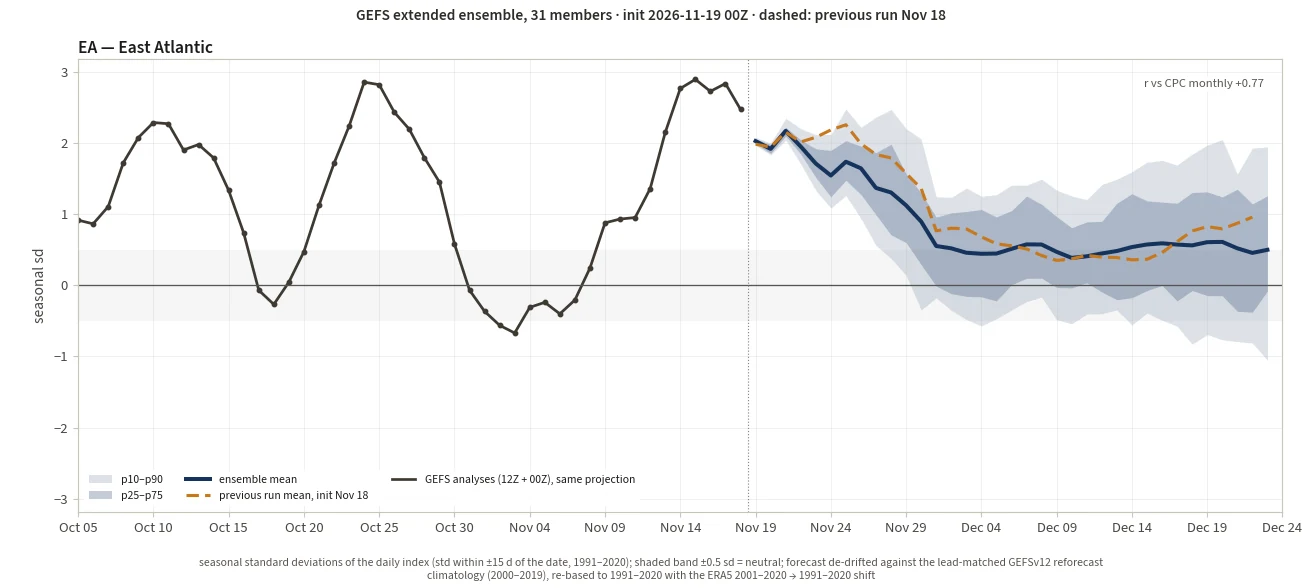 GEFS extended ensemble, 31 members · init 2026-11-19 00Z · dashed: previous run Nov 18
EA — East Atlantic
r vs CPC monthly +0.77
seasonal sd
3
2
1
0
−1
−2
−3
p10–p90
ensemble mean
GEFS analyses (12Z + 00Z), same projection
p25–p75
previous run mean, init Nov 18
Oct 05
Oct 10
Oct 15
Oct 20
Oct 25
Oct 30
Nov 04
Nov 09
Nov 14
Nov 19
Nov 24
Nov 29
Dec 04
Dec 09
Dec 14
Dec 19
Dec 24
seasonal standard deviations of the daily index (std within ±15 d of the date, 1991–2020); shaded band ±0.5 sd = neutral; forecast de-drifted against the lead-matched GEFSv12 reforecast
climatology (2000–2019), re-based to 1991–2020 with the ERA5 2001–2020 → 1991–2020 shift